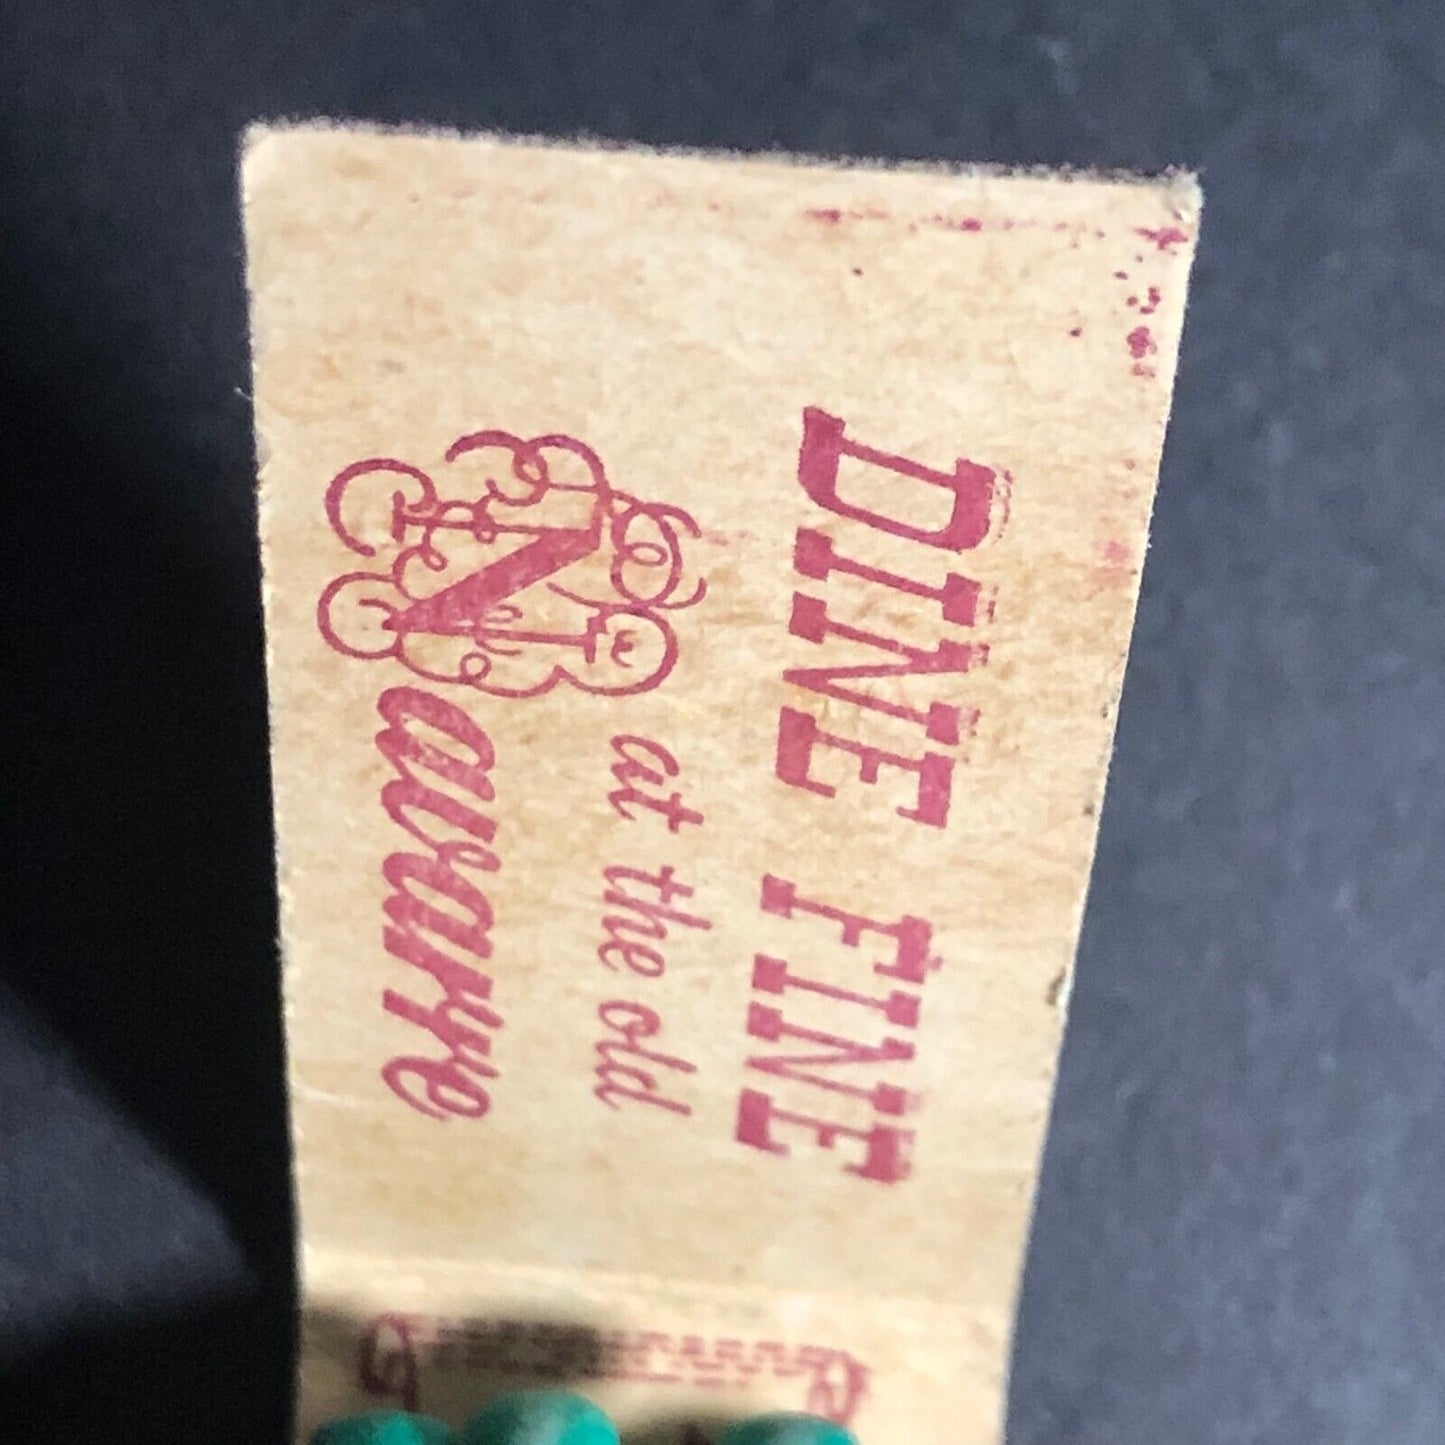 DINE FINE
at the old
Navarre